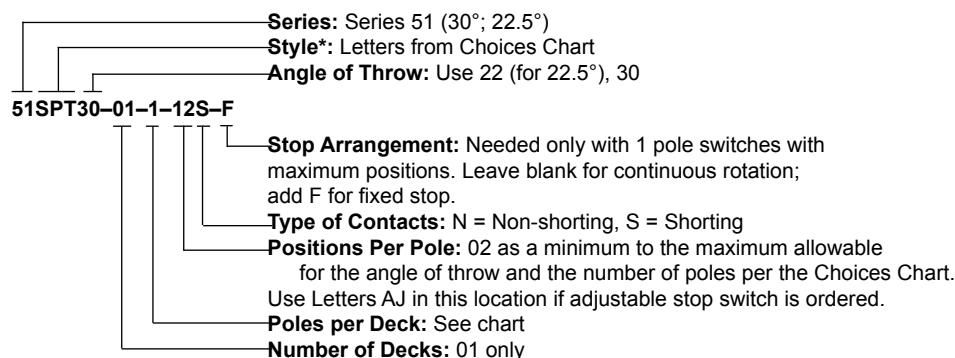 Series: Series 51 (30°; 22.5°)
Style*: Letters from Choices Chart
Angle of Throw: Use 22 (for 22.5°), 30
51SPT30–01–1–12S–F
Stop Arrangement: Needed only with 1 pole switches with
maximum positions. Leave blank for continuous rotation;
add F for fixed stop.
Type of Contacts: N = Non-shorting, S = Shorting
Positions Per Pole: 02 as a minimum to the maximum allowable
for the angle of throw and the number of poles per the Choices Chart.
Use Letters AJ in this location if adjustable stop switch is ordered.
Poles per Deck: See chart
Number of Decks: 01 only